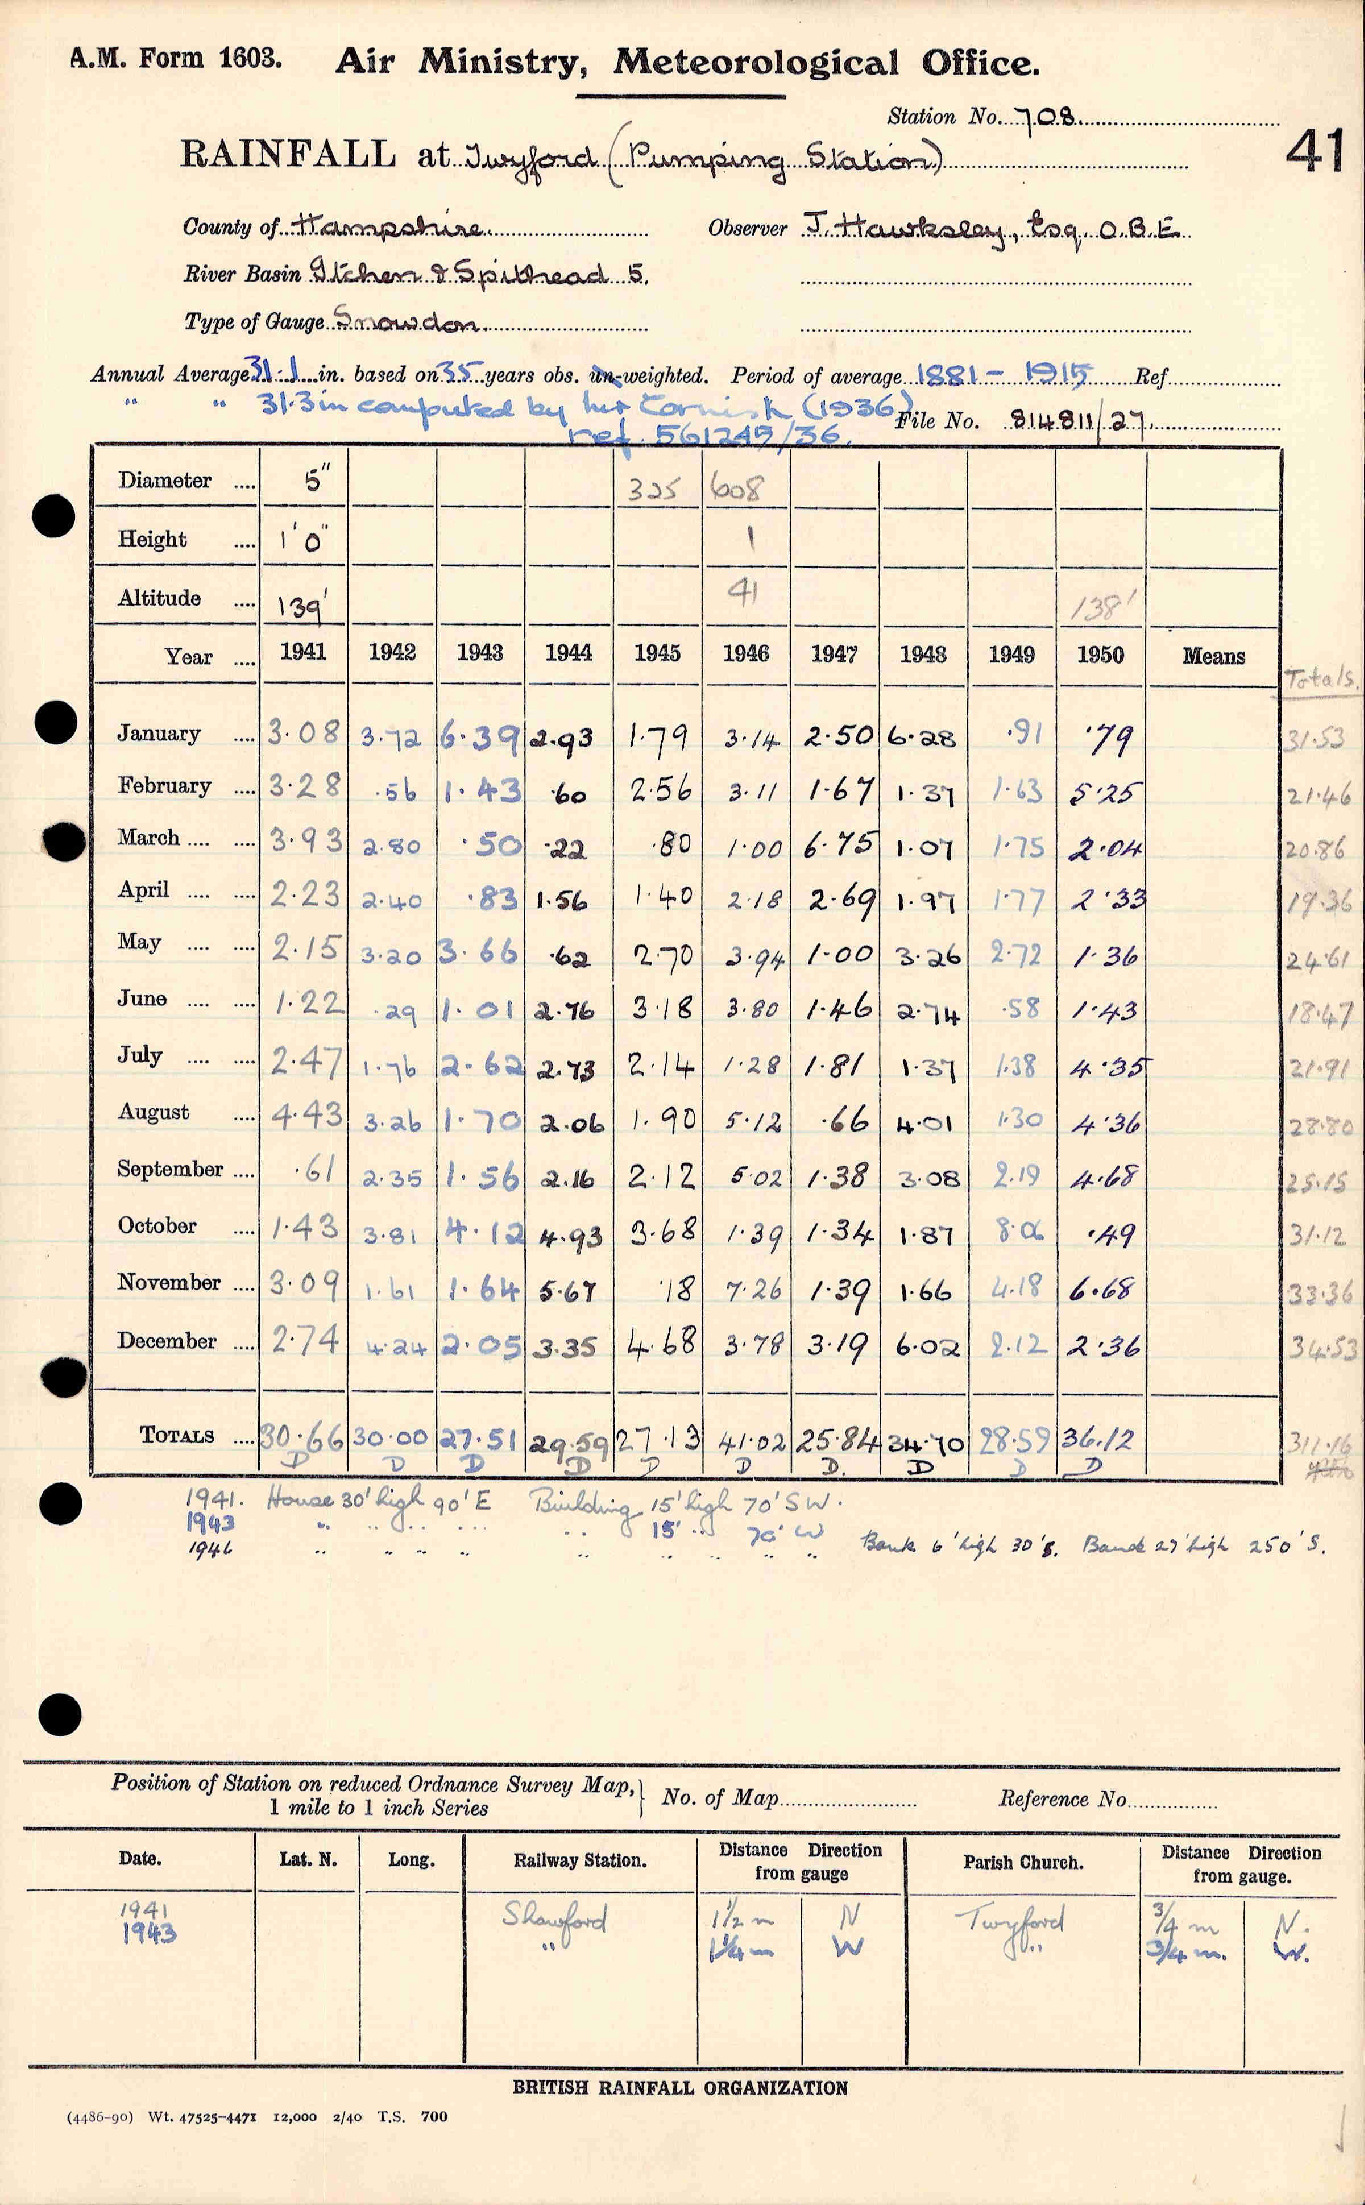 A.M. Form 1603. Air Ministry, Meteorological Office.
Station No. 708.
41
RAINFALL at Twyford (Pumping Station)
County of Hampshire. Observer J. Hawksley, Esq. O.B.E.
River Basin Itchen & Spithead 5.
Type of Gauge Snowdon.
Annual Average 31.1 in. based on 35 years obs. un-weighted. Period of average 1881 - 1915 Ref
" " 31.3 in computed by Cornish (1936) File No. 814811/27.
ref. 561245/36.
Diameter .... 5" 325 608
Height .... 1'0" 1
Altitude .... 139' 41 138'
Year .... 1941 1942 1943 1944 1945 1946 1947 1948 1949 1950 Means Totals.
January .... 3.08 3.72 6.39 2.93 1.79 3.14 2.50 6.28 .91 .79 31.53
February .... 3.28 .56 1.43 .60 2.56 3.11 1.67 1.37 1.63 5.25 21.46
March .... .... 3.93 2.80 .50 .22 .80 1.00 6.75 1.07 1.75 2.04 20.86
April .... .... 2.23 2.40 .83 1.56 1.40 2.18 2.69 1.97 1.77 2.33 19.36
May .... .... 2.15 3.20 3.66 .62 2.70 3.94 1.00 3.26 2.72 1.36 24.61
June .... .... 1.22 .29 1.01 2.76 3.18 3.80 1.46 2.74 .58 1.43 18.47
July .... .... 2.47 1.76 2.62 2.73 2.14 1.28 1.81 1.37 1.38 4.35 21.91
August .... 4.43 3.26 1.70 2.06 1.90 5.12 .66 4.01 1.30 4.36 28.80
September .... .61 2.35 1.56 2.16 2.12 5.02 1.38 3.08 2.19 4.68 25.15
October .... 1.43 3.81 4.12 4.93 3.68 1.39 1.34 1.87 8.06 .49 31.12
November .... 3.09 1.61 1.64 5.67 .18 7.26 1.39 1.66 4.18 6.68 33.36
December .... 2.74 4.24 2.05 3.35 4.68 3.78 3.19 6.02 2.12 2.36 34.53
TOTALS .... 30.66 30.00 27.51 29.59 27.13 41.02 25.84 34.70 28.59 36.12 311.16
D D D D D D D. D D D
1941. House 30' high 90' E Building 15' high 70' SW.
1943 " " " " " 15' " 70' W
1946 " " " " " " " " " Bank 6' high 30' S. Bank 27' high 250' S.
Position of Station on reduced Ordnance Survey Map,} No. of Map Reference No.
1 mile to 1 inch Series
Date. Lat. N. Long. Railway Station. Distance Direction from gauge Parish Church. Distance Direction from gauge.
1941 Shawford 1½ m N Twyford ¾ m N.
1943 " 1¼ m W " ¾ m. W.
BRITISH RAINFALL ORGANIZATION
(4486-90) Wt. 47525-4471 12,000 2/40 T.S. 700